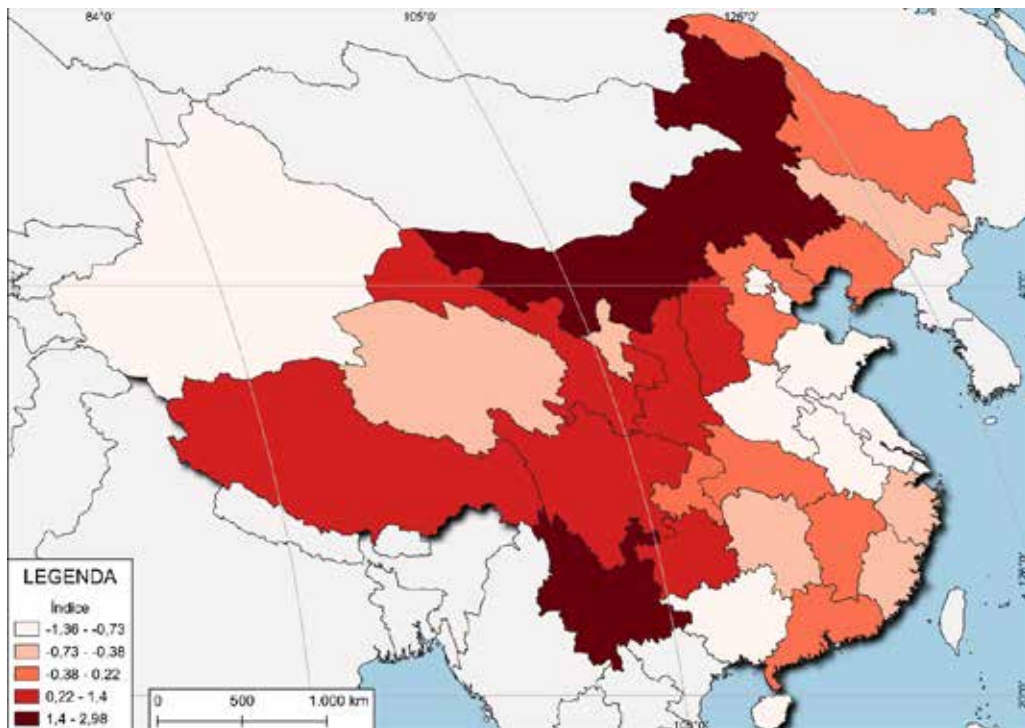 84°0' 105°0' 126°0'
LEGENDA
Índice
-1,36 - -0,73
-0,73 - -0,38
-0,38 - 0,22
0,22 - 1,4
1,4 - 2,98
0 500 1.000 km